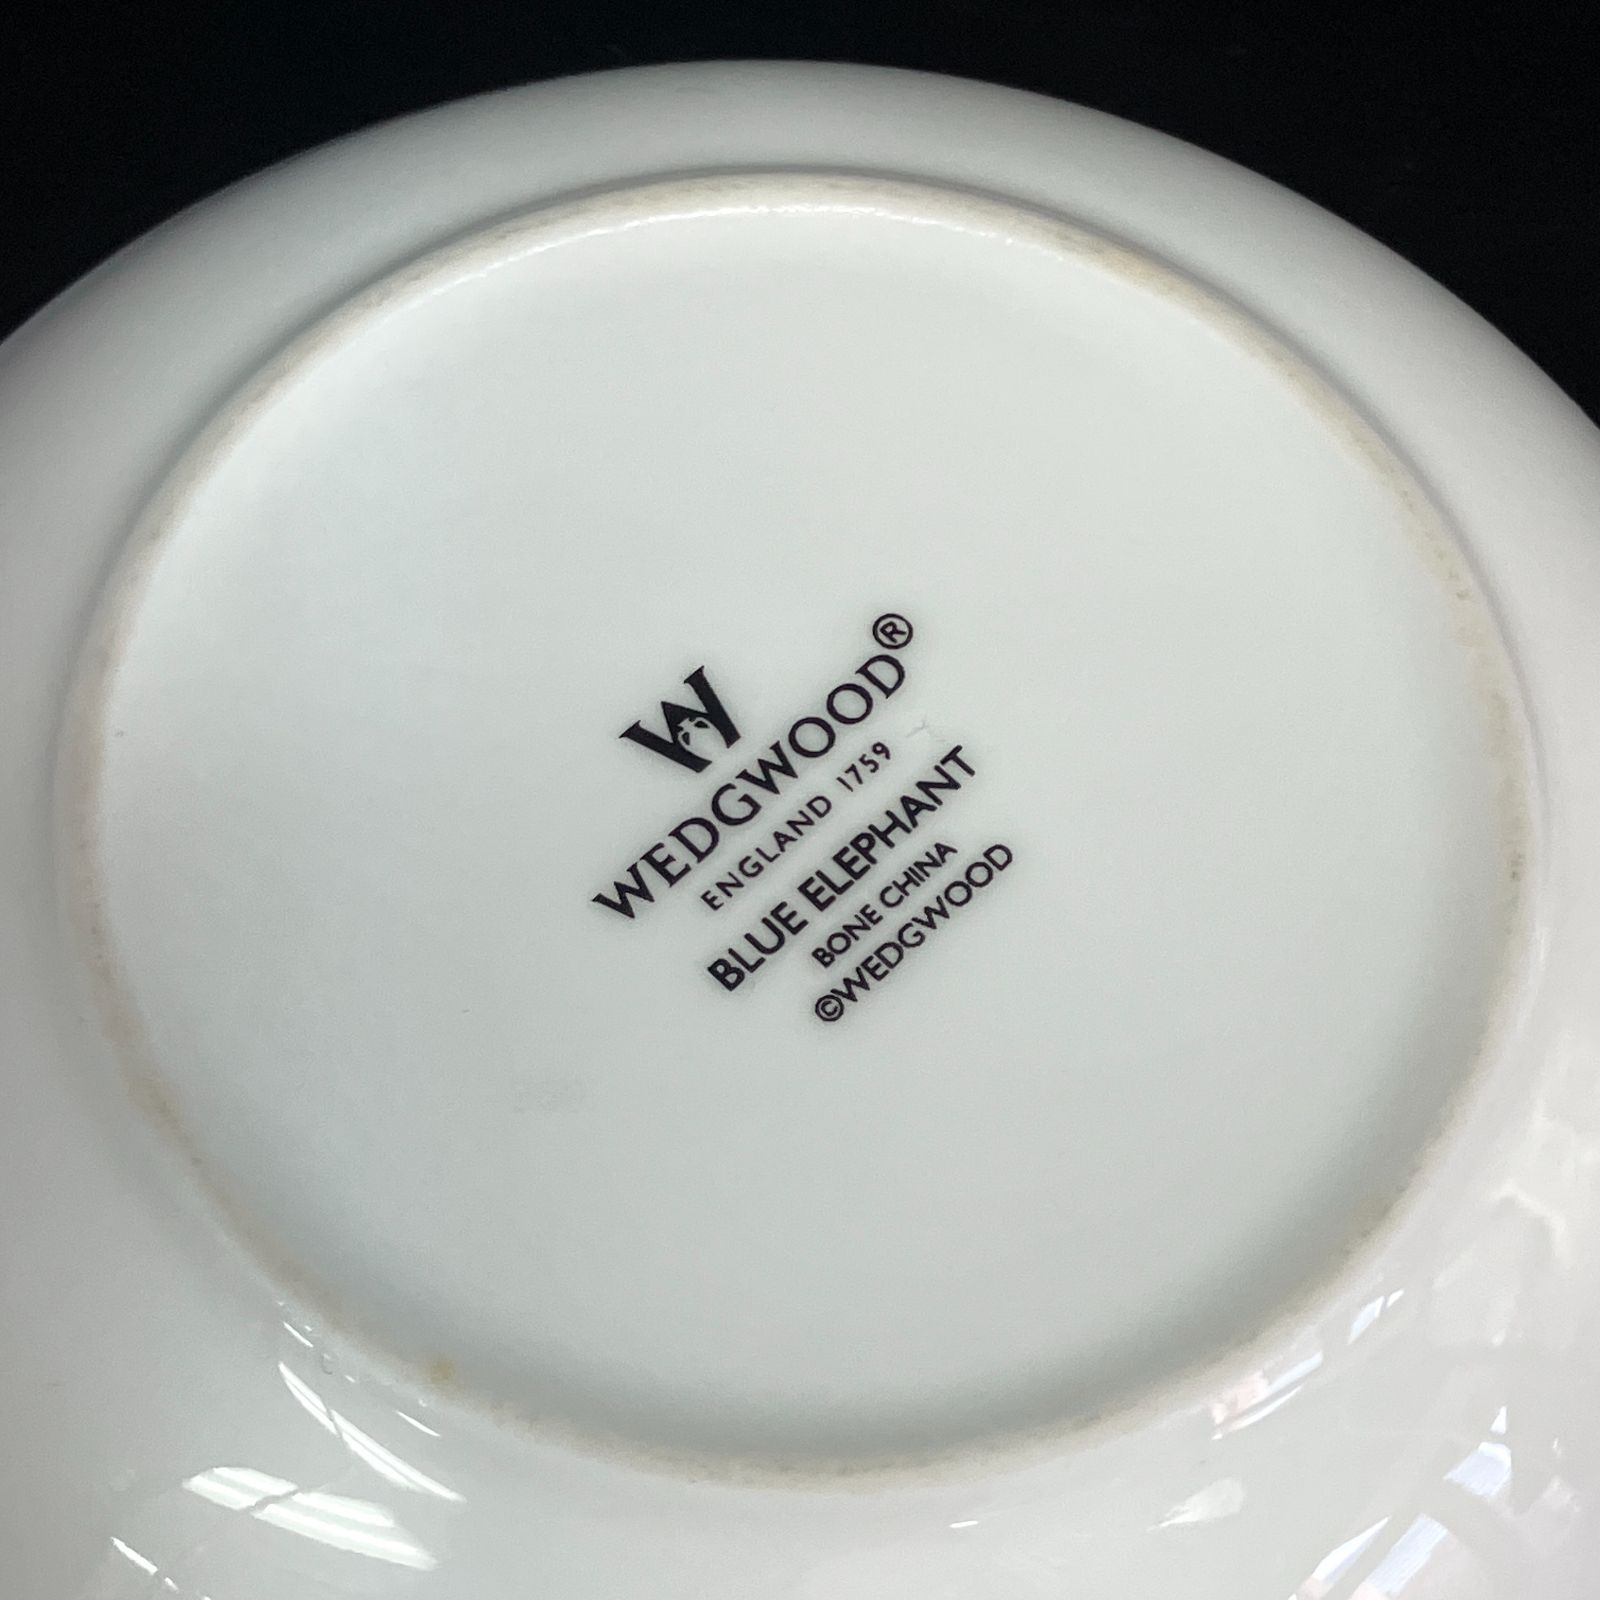 W
WEDGWOOD®
ENGLAND 1759
BLUE ELEPHANT
BONE CHINA
©WEDGWOOD